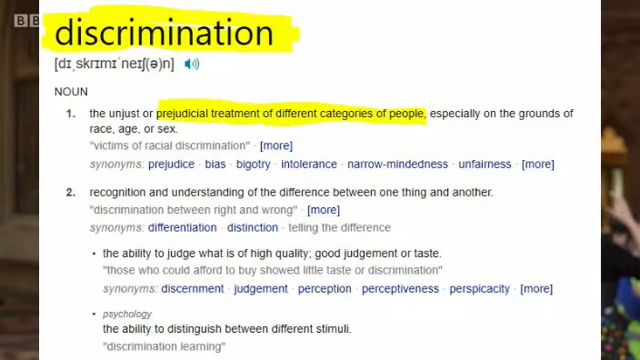 BBC
discrimination
[dɪˌskrɪmɪˈneɪʃ(ə)n]
NOUN
1. the unjust or prejudicial treatment of different categories of people, especially on the grounds of
race, age, or sex.
"victims of racial discrimination" · [more]
synonyms: prejudice · bias · bigotry · intolerance · narrow-mindedness · unfairness · [more]
2. recognition and understanding of the difference between one thing and another.
"discrimination between right and wrong" · [more]
synonyms: differentiation · distinction · telling the difference
• the ability to judge what is of high quality; good judgement or taste.
"those who could afford to buy showed little taste or discrimination"
synonyms: discernment · judgement · perception · perceptiveness · perspicacity · [more]
• psychology
the ability to distinguish between different stimuli.
"discrimination learning"